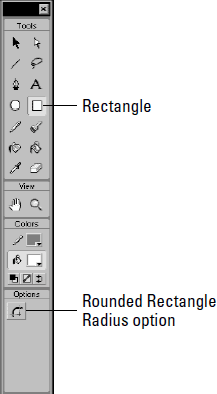 Tools
A
Rectangle
View
Colors
Options
Rounded Rectangle
Radius option